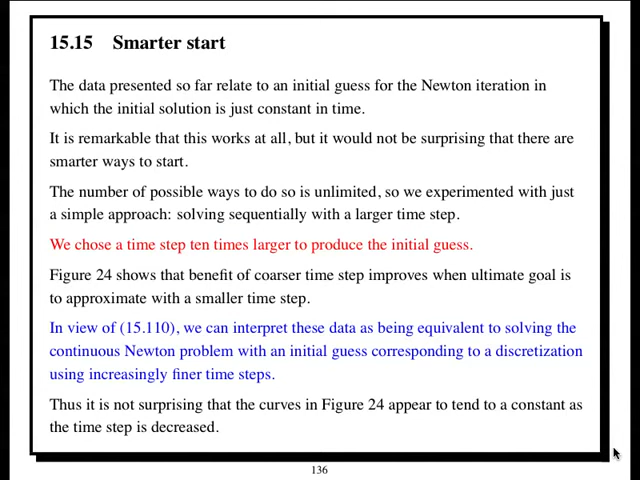 15.15 Smarter start
The data presented so far relate to an initial guess for the Newton iteration in
which the initial solution is just constant in time.
It is remarkable that this works at all, but it would not be surprising that there are
smarter ways to start.
The number of possible ways to do so is unlimited, so we experimented with just
a simple approach: solving sequentially with a larger time step.
We chose a time step ten times larger to produce the initial guess.
Figure 24 shows that benefit of coarser time step improves when ultimate goal is
to approximate with a smaller time step.
In view of (15.110), we can interpret these data as being equivalent to solving the
continuous Newton problem with an initial guess corresponding to a discretization
using increasingly finer time steps.
Thus it is not surprising that the curves in Figure 24 appear to tend to a constant as
the time step is decreased.
136